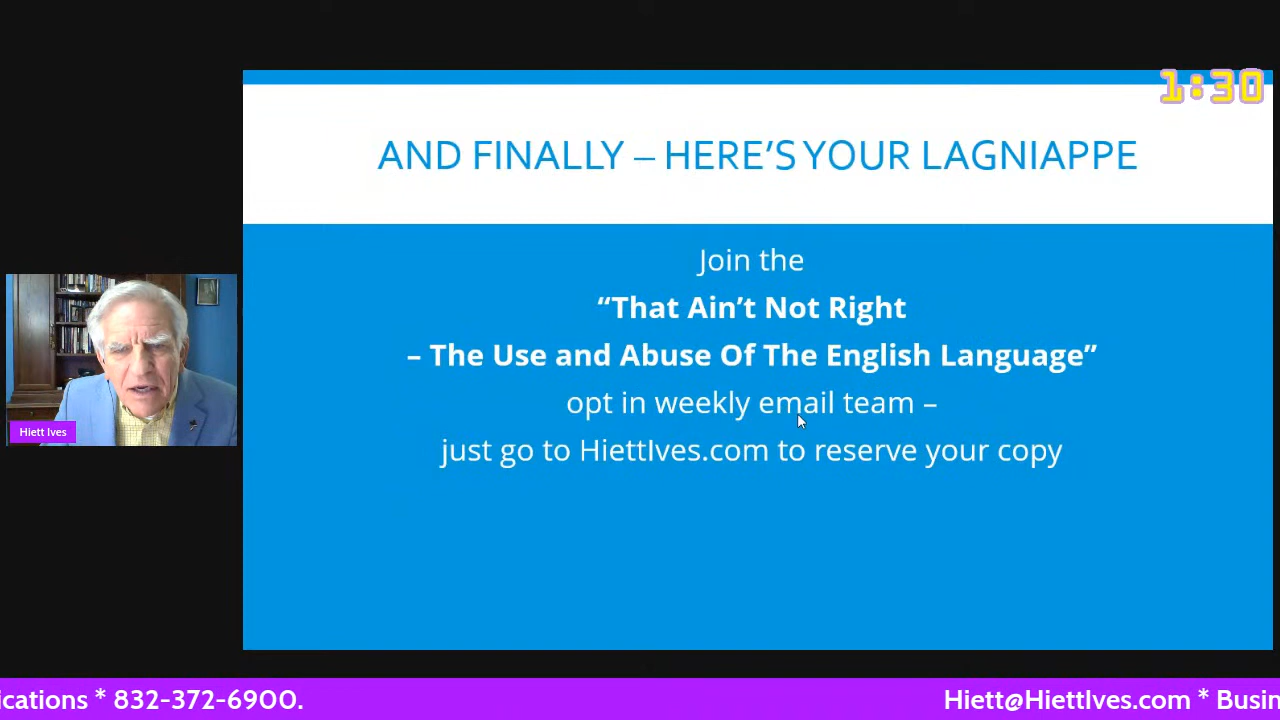 1:30
AND FINALLY – HERE’S YOUR LAGNIAPPE
Join the
“That Ain’t Not Right
– The Use and Abuse Of The English Language”
opt in weekly email team –
just go to HiettIves.com to reserve your copy
Hiett Ives
ications * 832-372-6900.
Hiett@HiettIves.com * Busin